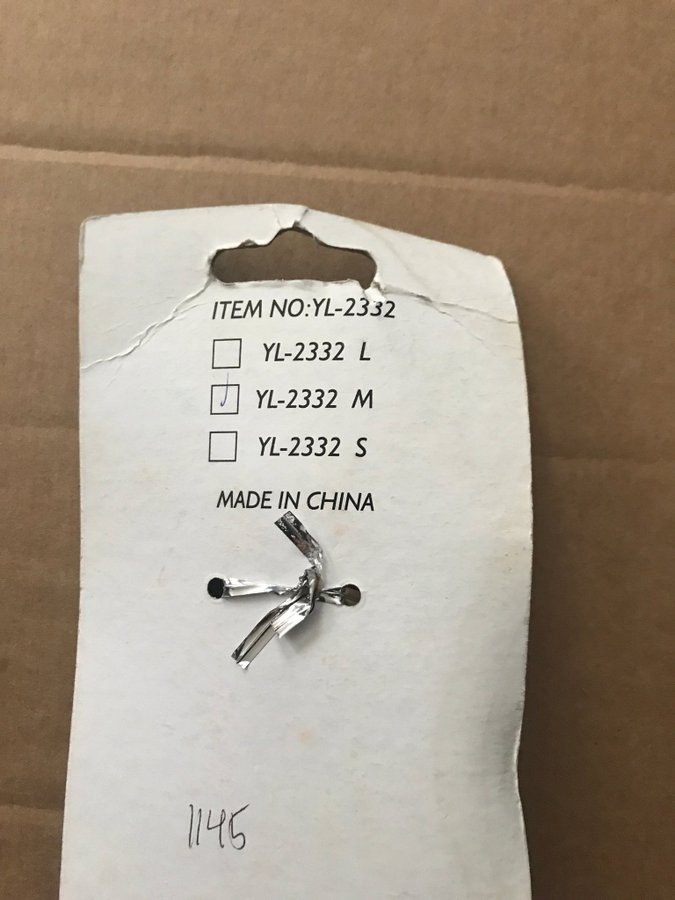 ITEM NO:YL-2332
YL-2332 L
YL-2332 M
YL-2332 S
MADE IN CHINA
1145